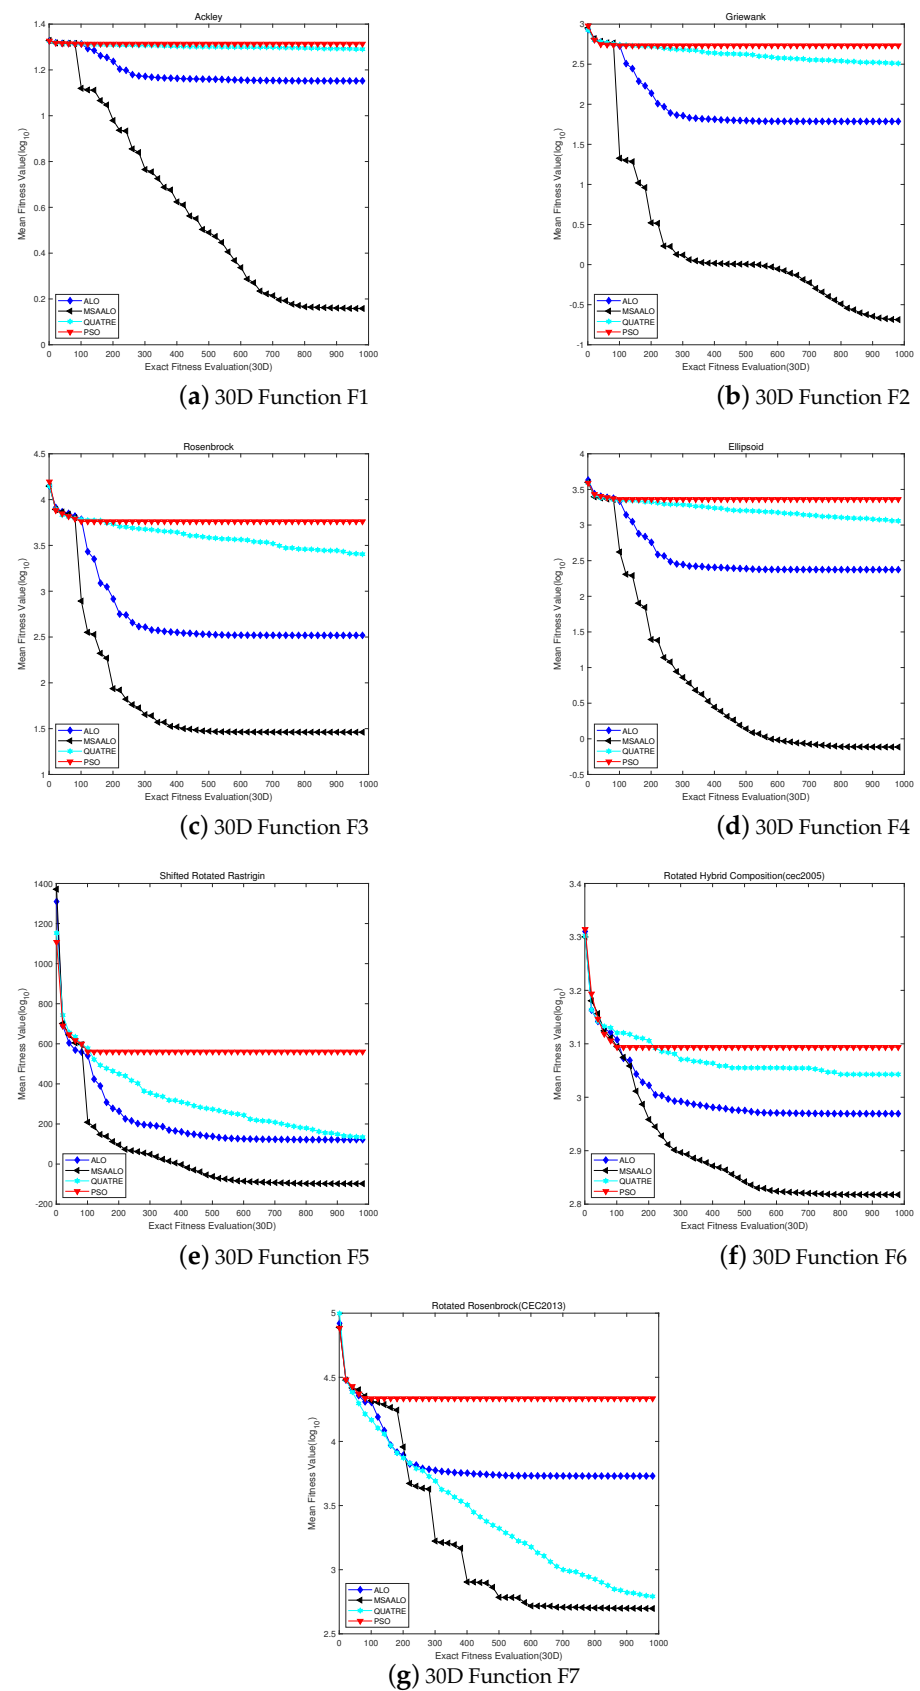 Ackley
1.4
1.2
1
0.8
0.6
0.4
0.2
0
0 100 200 300 400 500 600 700 800 900 1000
Mean Fitness Value(log10)
Exact Fitness Evaluation(30D)
ALO
MSAALO
QUATRE
PSO
(a) 30D Function F1
Griewank
3
2.5
2
1.5
1
0.5
0
-0.5
-1
0 100 200 300 400 500 600 700 800 900 1000
Mean Fitness Value(log10)
Exact Fitness Evaluation(30D)
ALO
MSAALO
QUATRE
PSO
(b) 30D Function F2
Rosenbrock
4.5
4
3.5
3
2.5
2
1.5
1
0 100 200 300 400 500 600 700 800 900 1000
Mean Fitness Value(log10)
Exact Fitness Evaluation(30D)
ALO
MSAALO
QUATRE
PSO
(c) 30D Function F3
Ellipsoid
4
3.5
3
2.5
2
1.5
1
0.5
0
-0.5
0 100 200 300 400 500 600 700 800 900 1000
Mean Fitness Value(log10)
Exact Fitness Evaluation(30D)
ALO
MSAALO
QUATRE
PSO
(d) 30D Function F4
Shifted Rotated Rastrigin
1400
1200
1000
800
600
400
200
0
-200
0 100 200 300 400 500 600 700 800 900 1000
Mean Fitness Value(log10)
Exact Fitness Evaluation(30D)
ALO
MSAALO
QUATRE
PSO
(e) 30D Function F5
Rotated Hybrid Composition(cec2005)
3.4
3.3
3.2
3.1
3
2.9
2.8
0 100 200 300 400 500 600 700 800 900 1000
Mean Fitness Value(log10)
Exact Fitness Evaluation(30D)
ALO
MSAALO
QUATRE
PSO
(f) 30D Function F6
Rotated Rosenbrock(CEC2013)
5
4.5
4
3.5
3
2.5
0 100 200 300 400 500 600 700 800 900 1000
Mean Fitness Value(log10)
Exact Fitness Evaluation(30D)
ALO
MSAALO
QUATRE
PSO
(g) 30D Function F7